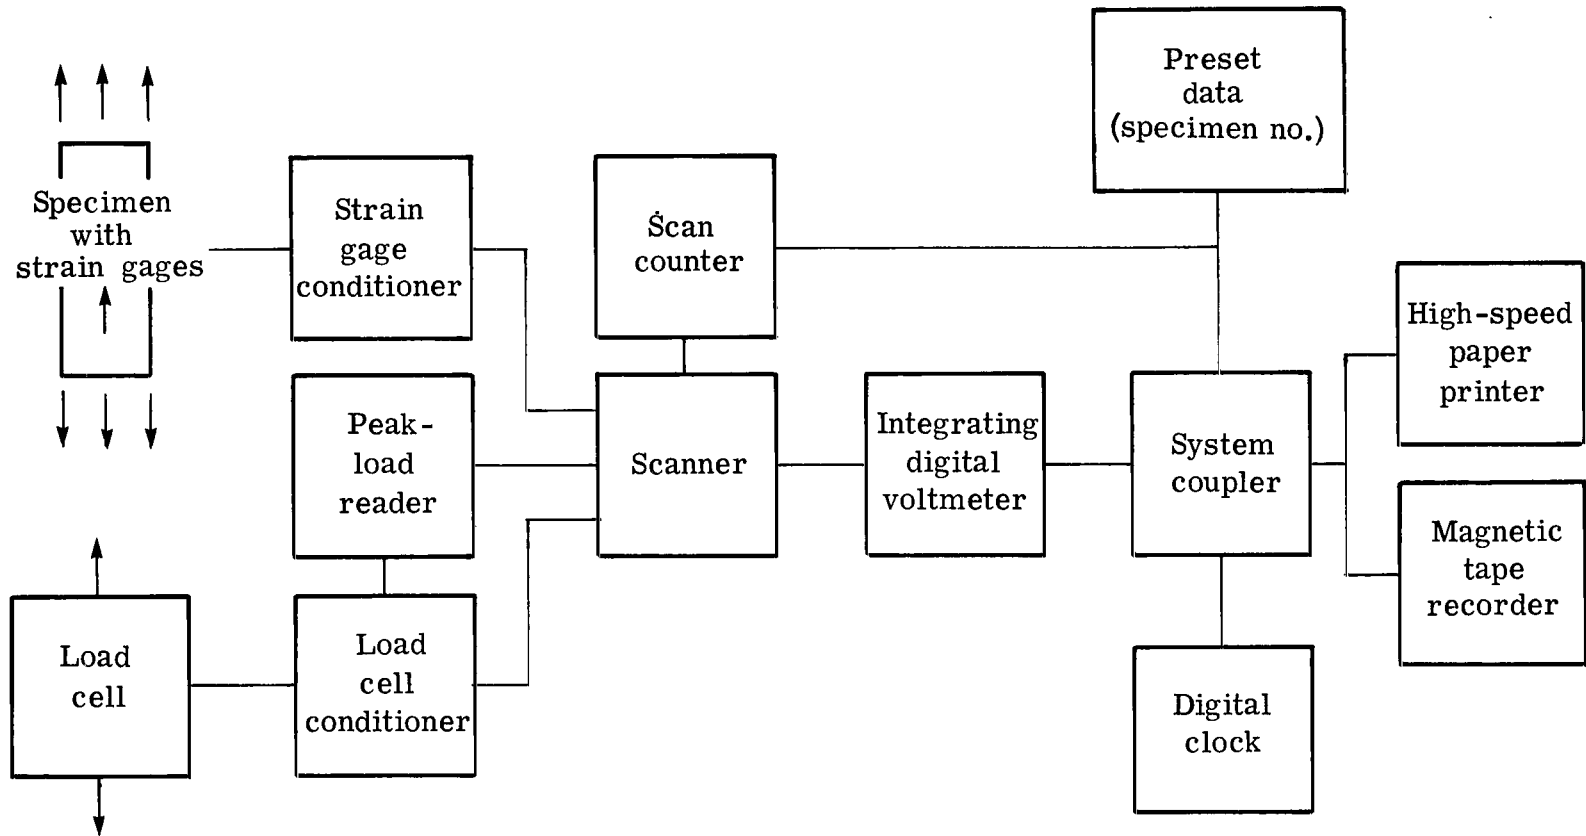 Preset
data
(specimen no.)
Specimen
with
strain gages
Strain
gage
conditioner
Scan
counter
High-speed
paper
printer
Peak-
load
reader
Scanner
Integrating
digital
voltmeter
System
coupler
Magnetic
tape
recorder
Load
cell
Load
cell
conditioner
Digital
clock